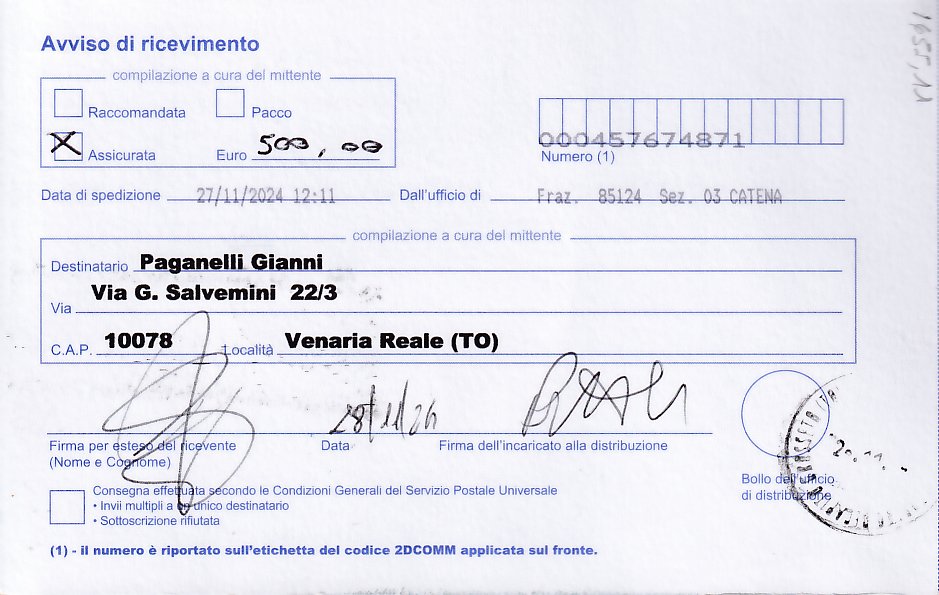 Avviso di ricevimento
compilazione a cura del mittente
Raccomandata Pacco
X Assicurata Euro 500,00
000457674871
Numero (1)
Data di spedizione 27/11/2024 12:11 Dall'ufficio di Fraz. 85124 Sez. 03 CATENA
compilazione a cura del mittente
Destinatario Paganelli Gianni
Via Via G. Salvemini 22/3
C.A.P. 10078 Località Venaria Reale (TO)
28/11/24
Firma per esteso del ricevente Data Firma dell'incaricato alla distribuzione
(Nome e Cognome)
Bollo dell'ufficio
di distribuzione
Consegna effettuata secondo le Condizioni Generali del Servizio Postale Universale
• Invii multipli a un unico destinatario
• Sottoscrizione rifiutata
(1) - il numero è riportato sull'etichetta del codice 2DCOMM applicata sul fronte.